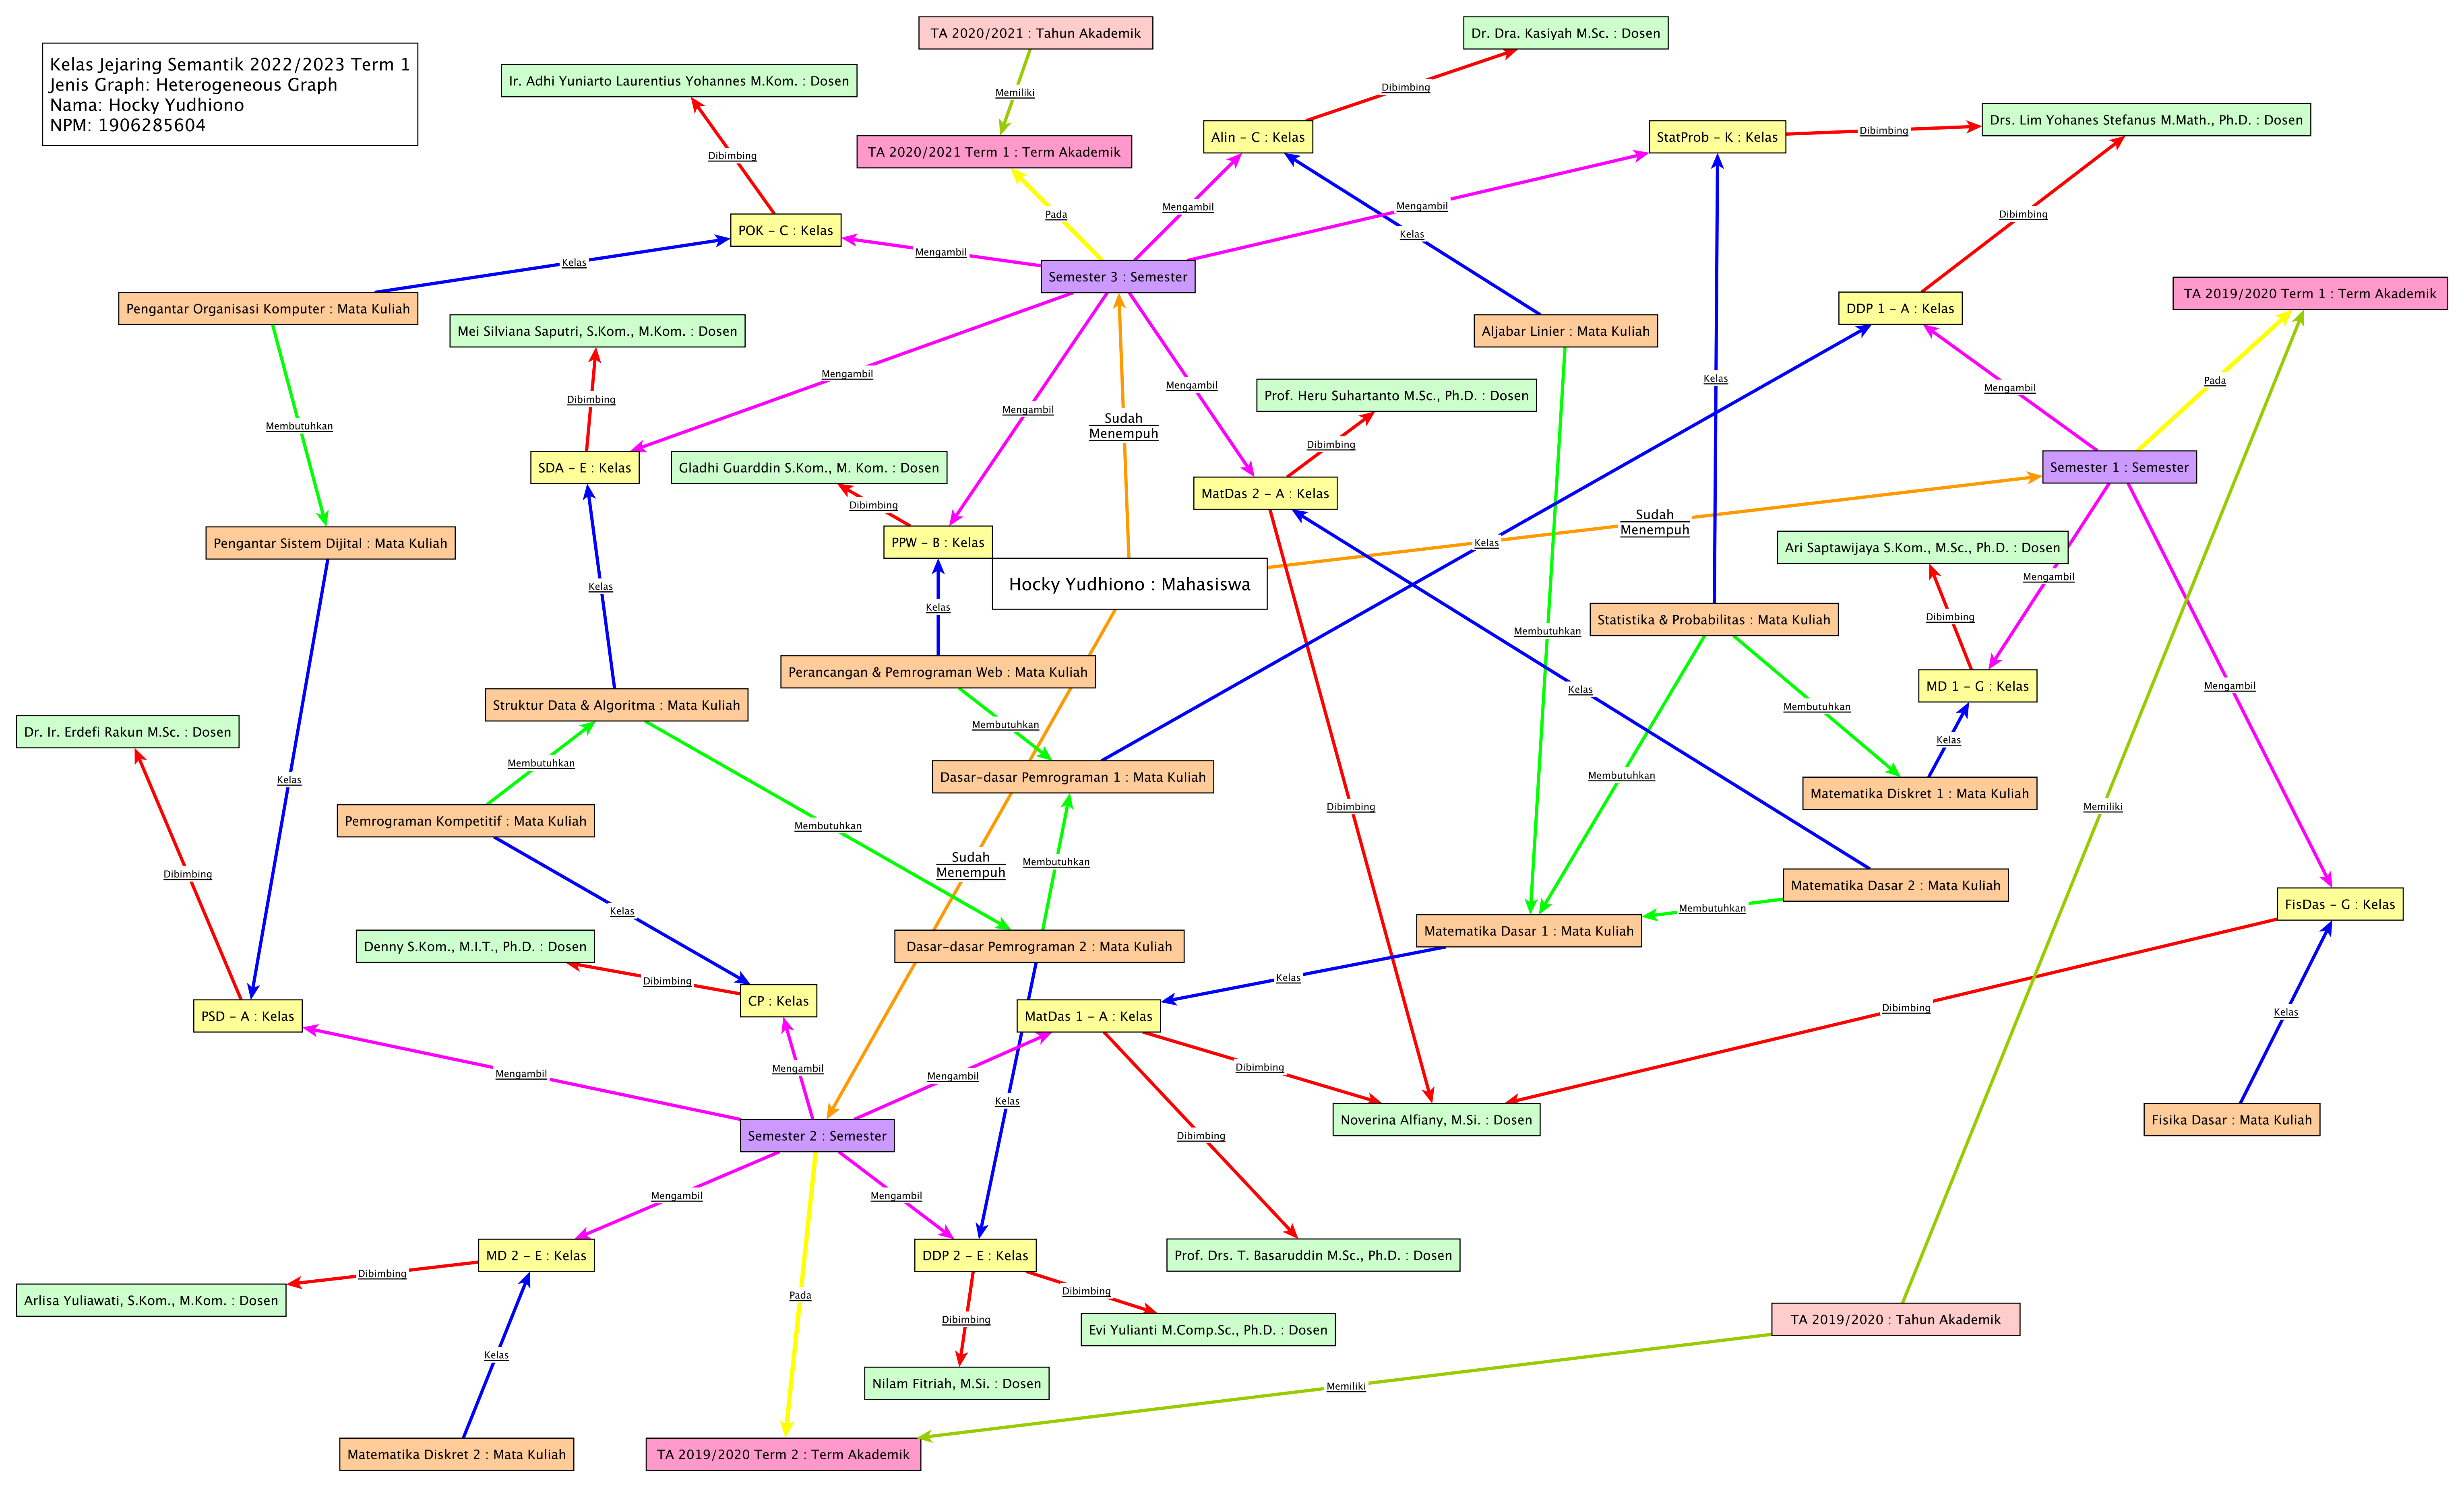 TA 2020/2021 : Tahun Akademik
Dr. Dra. Kasiyah M.Sc. : Dosen
Kelas Jejaring Semantik 2022/2023 Term 1
Jenis Graph: Heterogeneous Graph
Nama: Hocky Yudhiono
NPM: 1906285604
Ir. Adhi Yuniarto Laurentius Yohannes M.Kom. : Dosen
Dibimbing
Memiliki
Drs. Lim Yohanes Stefanus M.Math., Ph.D. : Dosen
Alin – C : Kelas
StatProb – K : Kelas
Dibimbing
TA 2020/2021 Term 1 : Term Akademik
Dibimbing
Mengambil
Mengambil
Pada
Dibimbing
POK – C : Kelas
Kelas
Mengambil
Kelas
Semester 3 : Semester
TA 2019/2020 Term 1 : Term Akademik
Pengantar Organisasi Komputer : Mata Kuliah
DDP 1 – A : Kelas
Mei Silviana Saputri, S.Kom., M.Kom. : Dosen
Aljabar Linier : Mata Kuliah
Mengambil
Mengambil
Kelas
Pada
Mengambil
Prof. Heru Suhartanto M.Sc., Ph.D. : Dosen
Dibimbing
Mengambil
Membutuhkan
Sudah
Menempuh
Dibimbing
SDA – E : Kelas
Gladhi Guarddin S.Kom., M. Kom. : Dosen
Semester 1 : Semester
MatDas 2 – A : Kelas
Dibimbing
Sudah
Menempuh
Pengantar Sistem Dijital : Mata Kuliah
PPW – B : Kelas
Kelas
Ari Saptawijaya S.Kom., M.Sc., Ph.D. : Dosen
Mengambil
Hocky Yudhiono : Mahasiswa
Kelas
Kelas
Dibimbing
Statistika & Probabilitas : Mata Kuliah
Membutuhkan
Perancangan & Pemrograman Web : Mata Kuliah
MD 1 – G : Kelas
Mengambil
Kelas
Struktur Data & Algoritma : Mata Kuliah
Membutuhkan
Membutuhkan
Dr. Ir. Erdefi Rakun M.Sc. : Dosen
Kelas
Membutuhkan
Kelas
Dasar-dasar Pemrograman 1 : Mata Kuliah
Membutuhkan
Matematika Diskret 1 : Mata Kuliah
Dibimbing
Memiliki
Pemrograman Kompetitif : Mata Kuliah
Membutuhkan
Sudah
Menempuh
Membutuhkan
Dibimbing
Matematika Dasar 2 : Mata Kuliah
Kelas
Membutuhkan
FisDas – G : Kelas
Matematika Dasar 1 : Mata Kuliah
Denny S.Kom., M.I.T., Ph.D. : Dosen
Dasar-dasar Pemrograman 2 : Mata Kuliah
Dibimbing
Kelas
CP : Kelas
PSD – A : Kelas
MatDas 1 – A : Kelas
Dibimbing
Kelas
Mengambil
Mengambil
Mengambil
Dibimbing
Kelas
Noverina Alfiany, M.Si. : Dosen
Fisika Dasar : Mata Kuliah
Semester 2 : Semester
Dibimbing
Mengambil
Mengambil
MD 2 – E : Kelas
DDP 2 – E : Kelas
Prof. Drs. T. Basaruddin M.Sc., Ph.D. : Dosen
Dibimbing
Pada
Dibimbing
Arlisa Yuliawati, S.Kom., M.Kom. : Dosen
Dibimbing
Evi Yulianti M.Comp.Sc., Ph.D. : Dosen
TA 2019/2020 : Tahun Akademik
Kelas
Nilam Fitriah, M.Si. : Dosen
Memiliki
Matematika Diskret 2 : Mata Kuliah
TA 2019/2020 Term 2 : Term Akademik